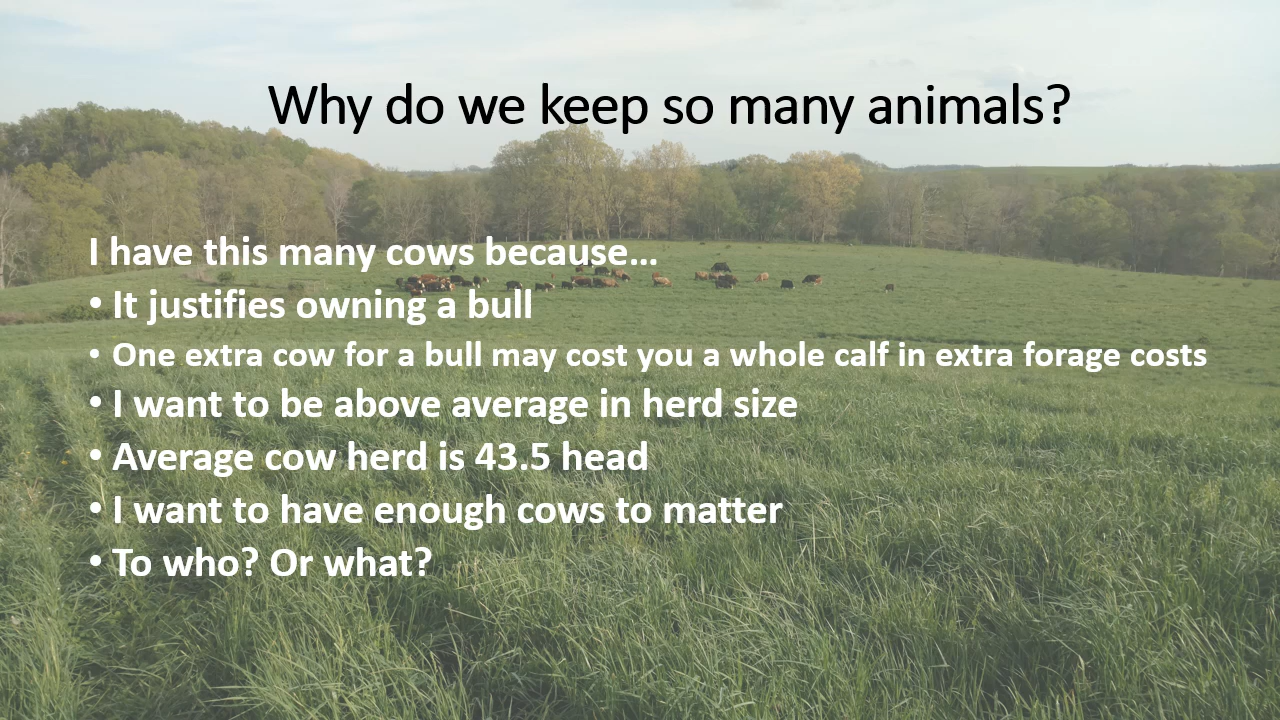 Why do we keep so many animals?
I have this many cows because…
• It justifies owning a bull
• One extra cow for a bull may cost you a whole calf in extra forage costs
• I want to be above average in herd size
• Average cow herd is 43.5 head
• I want to have enough cows to matter
• To who? Or what?